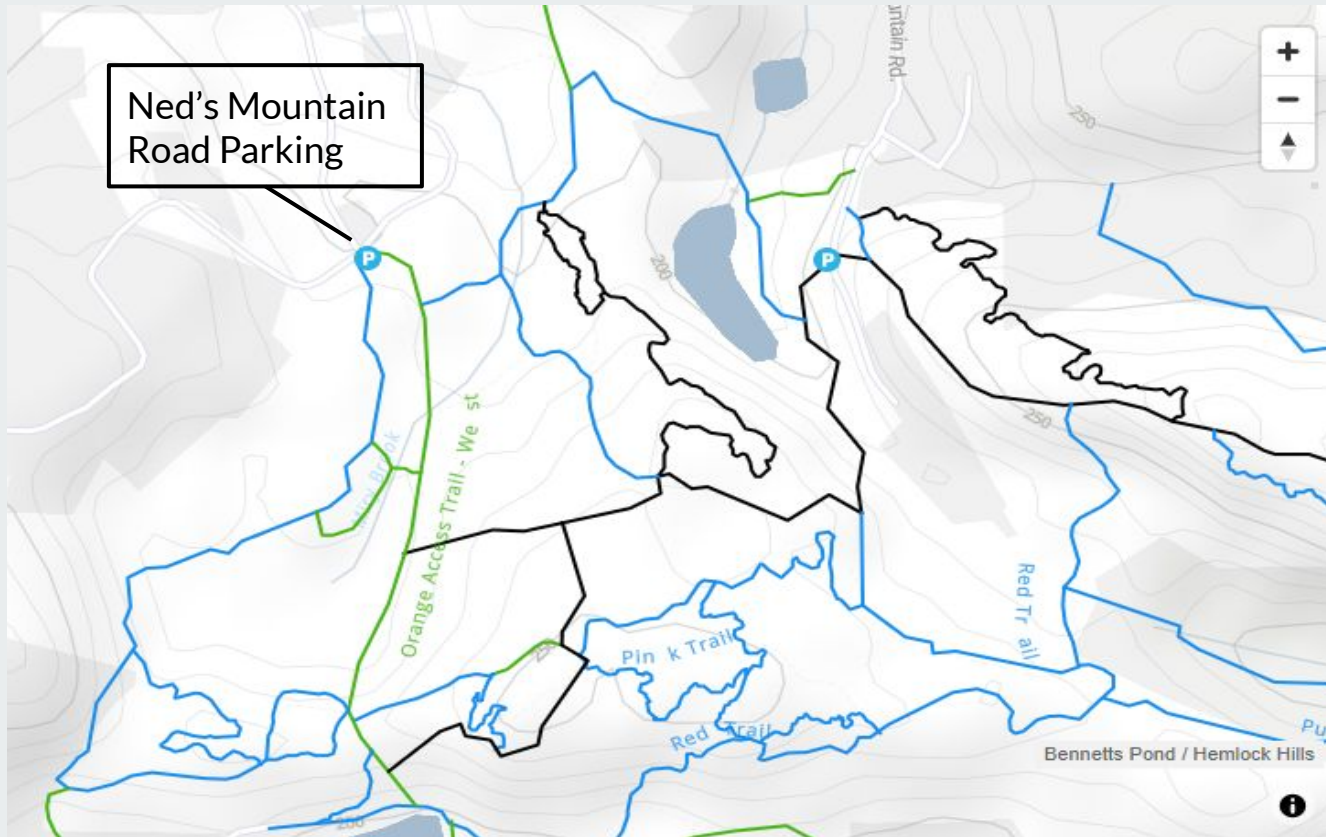 untain Rd.
250
Ned's Mountain
Road Parking
P
P
200
250
Orange Access Trail - We st
Red Tr ail
250
Pin k Trail
Red Trail
Pu
Bennetts Pond / Hemlock Hills
200